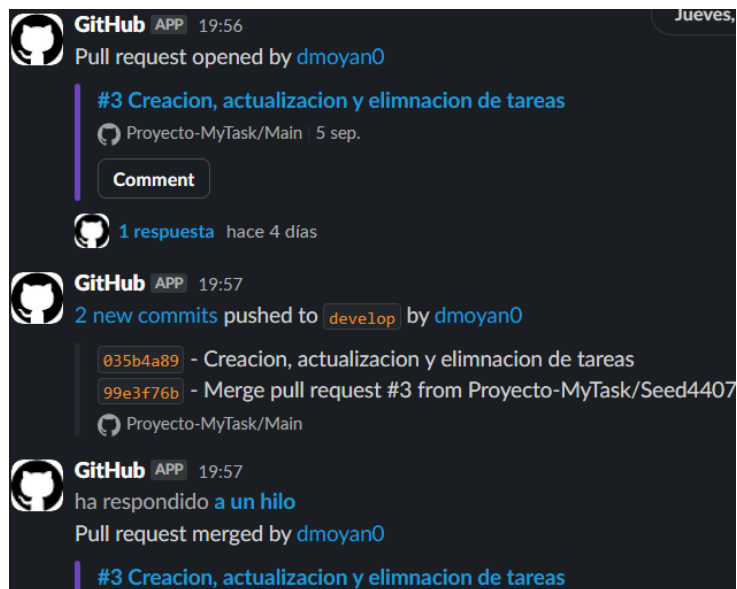 Jueves,
GitHub APP 19:56
Pull request opened by dmoyan0
#3 Creacion, actualizacion y elimnacion de tareas
Proyecto-MyTask/Main 5 sep.
Comment
1 respuesta hace 4 días
GitHub APP 19:57
2 new commits pushed to develop by dmoyan0
035b4a89 - Creacion, actualizacion y elimnacion de tareas
99e3f76b - Merge pull request #3 from Proyecto-MyTask/Seed4407
Proyecto-MyTask/Main
GitHub APP 19:57
ha respondido a un hilo
Pull request merged by dmoyan0
#3 Creacion, actualizacion y elimnacion de tareas